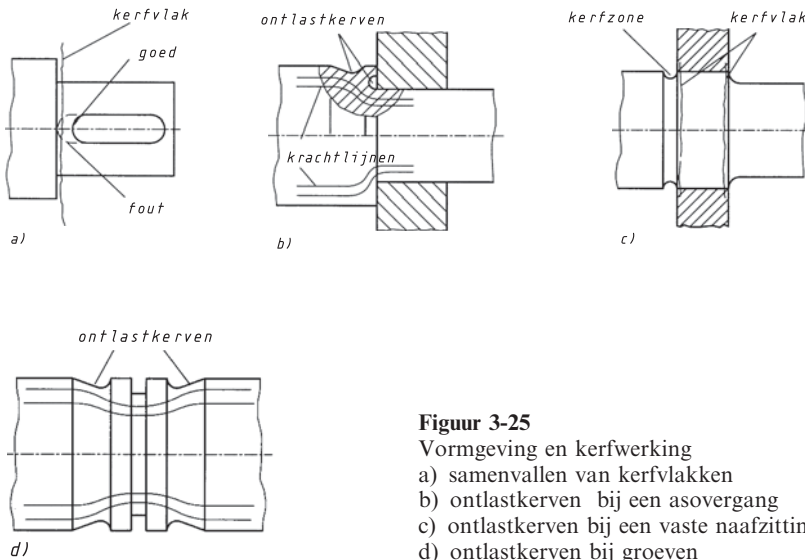 kerfvlak
goed
fout
a)
ontlastkerven
krachtlijnen
b)
kerfzone
kerfvlak
c)
ontlastkerven
d)
Figuur 3-25
Vormgeving en kerfwerking
a) samenvallen van kerfvlakken
b) ontlastkerven bij een asovergang
c) ontlastkerven bij een vaste naafzittin
d) ontlastkerven bij groeven